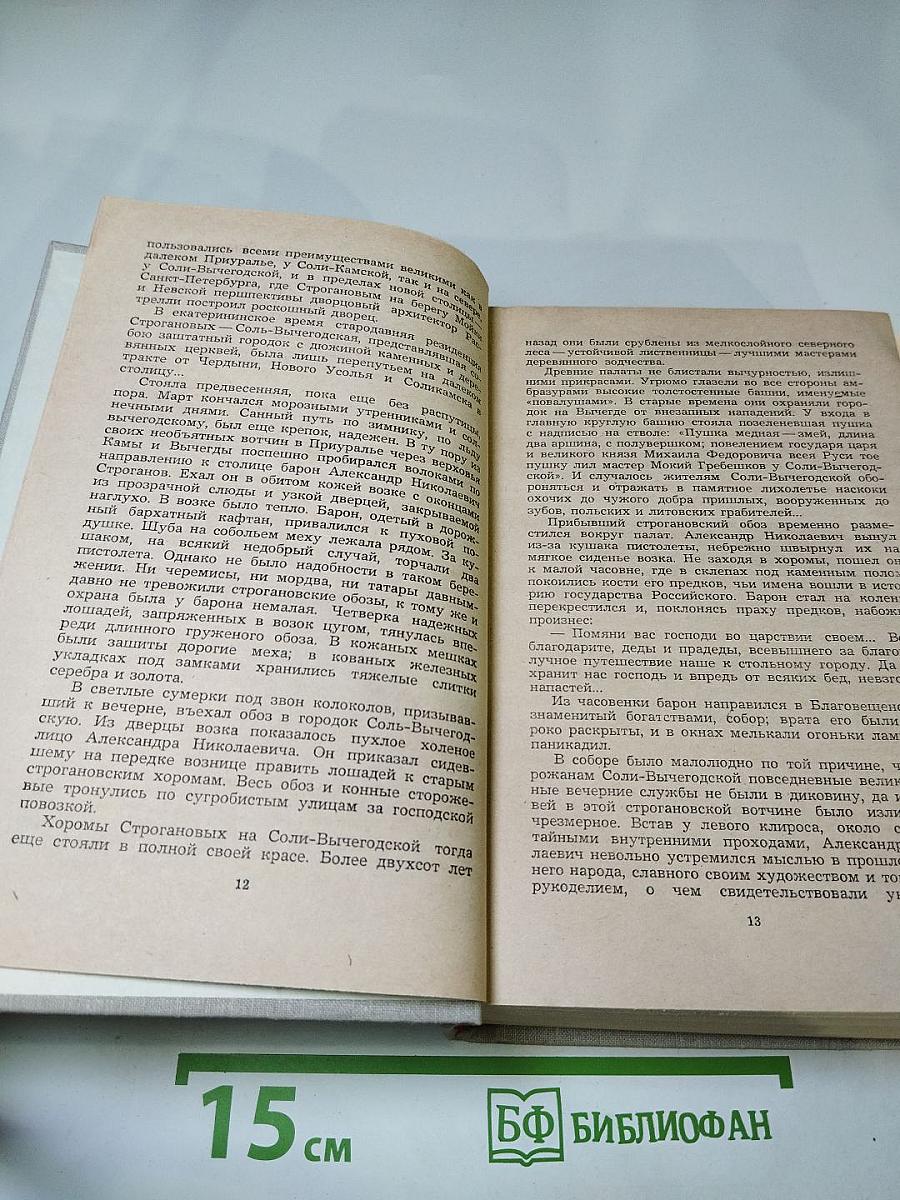 пользовались всеми преимуществами великими как в
далеком Приуралье, у Соли-Камской, так и на севере,
у Соли-Вычегодской, и в пределах новой столицы —
Санкт-Петербурга, где Строгановым на берегу Мойки
и Невской першпективы дворцовый архитектор Рас-
трелли построил роскошный дворец.
В екатерининское время стародавняя резиденция
Строгановых — Соль-Вычегодская, представлявшая со-
бою заштатный городок с дюжиной каменных и дере-
вянных церквей, была лишь перепутьем на далеком
тракте от Чердыни, Нового Усолья и Соликамска в
столицу...
Стояла предвесенняя, пока еще без распутицы,
пора. Март кончался морозными утренниками и сол-
нечными днями. Санный путь по зимнику, по льду
вычегодскому, был еще крепок, надежен. В ту пору из
своих необъятных вотчин в Приуралье через верховья
Камы и Вычегды поспешно пробирался волоками по
направлению к столице барон Александр Николаевич
Строганов. Ехал он в обитом кожей возке с оконцами
из прозрачной слюды и узкой дверцей, закрываемой
наглухо. В возке было тепло. Барон, одетый в дорож-
ный бархатный кафтан, привалился к пуховой по-
душке. Шуба на собольем меху лежала рядом. За ку-
шаком, на всякий недобрый случай, торчали два
пистолета. Однако не было надобности в таком бере-
жении. Ни черемисы, ни мордва, ни татары давным-
давно не тревожили строгановские обозы, к тому же и
охрана была у барона немалая. Четверка надежных
лошадей, запряженных в возок цугом, тянулась впе-
реди длинного груженого обоза. В кожаных мешках
были зашиты дорогие меха; в кованых железных
укладках под замками хранились тяжелые слитки
серебра и золота.
В светлые сумерки под звон колоколов, призывав-
ший к вечерне, въехал обоз в городок Соль-Вычегод-
скую. Из дверцы возка показалось пухлое холеное
лицо Александра Николаевича. Он приказал сидев-
шему на передке вознице править лошадей к старым
строгановским хоромам. Весь обоз и конные стороже-
вые тронулись по сугробистым улицам за господской
повозкой.
Хоромы Строгановых на Соли-Вычегодской тогда
еще стояли в полной своей красе. Более двухсот лет
12
назад они были срублены из мелкослойного северного
леса — устойчивой лиственницы — лучшими мастерами
деревянного зодчества.
Древние палаты не блистали вычурностью, излиш-
ними прикрасами. Угрюмо глазели во все стороны ам-
бразурами высокие толстостенные башни, именуемые
«повалушами». В старые времена они охраняли горо-
док на Вычегде от внезапных нападений. У входа в
главную круглую башню стояла позеленевшая пушка
с надписью на стволе: «Пушка медная — змей, длина
два аршина, с полувершком, повелением государя царя
и великого князя Михаила Федоровича всея Руси тое
пушку лил мастер Мокий Гребешков у Соли-Вычегод-
ской». И случалось жителям Соли-Вычегодской обо-
роняться и отражать в памятное лихолетье наскоки
охочих до чужого добра пришлых, вооруженных до
зубов, польских и литовских грабителей...
Прибывший строгановский обоз временно разме-
стился вокруг палат. Александр Николаевич вынул
из-за кушака пистолеты, небрежно швырнул их на
мягкое сиденье возка. Не заходя в хоромы, пошел он
к малой часовне, где в склепах под каменным полом
покоились кости его предков, чьи имена вошли в исто-
рию государства Российского. Барон стал на колени
перекрестился и, поклонясь праху предков, набожн
произнес:
— Помяни вас господи во царствии своем... Во
благодарите, деды и прадеды, всевышнего за благоп
лучное путешествие наше к стольному городу. Да
хранит нас господь и впредь от всяких бед, невзго
напастей...
Из часовенки барон направился в Благовещенс
знаменитый богатствами, собор; врата его были
роко раскрыты, и в окнах мелькали огоньки лам
паникадил.
В соборе было малолюдно по той причине, ч
рожанам Соли-Вычегодской повседневные велик
ные вечерние службы не были в диковину, да и
вей в этой строгановской вотчине было изли
чрезмерное. Встав у левого клироса, около с
тайными внутренними проходами, Александр
лаевич невольно устремился мыслью в прошло
него народа, славного своим художеством и то
рукоделием, о чем свидетельствовали ук
13
15 см
БФ БИБЛИОФАН